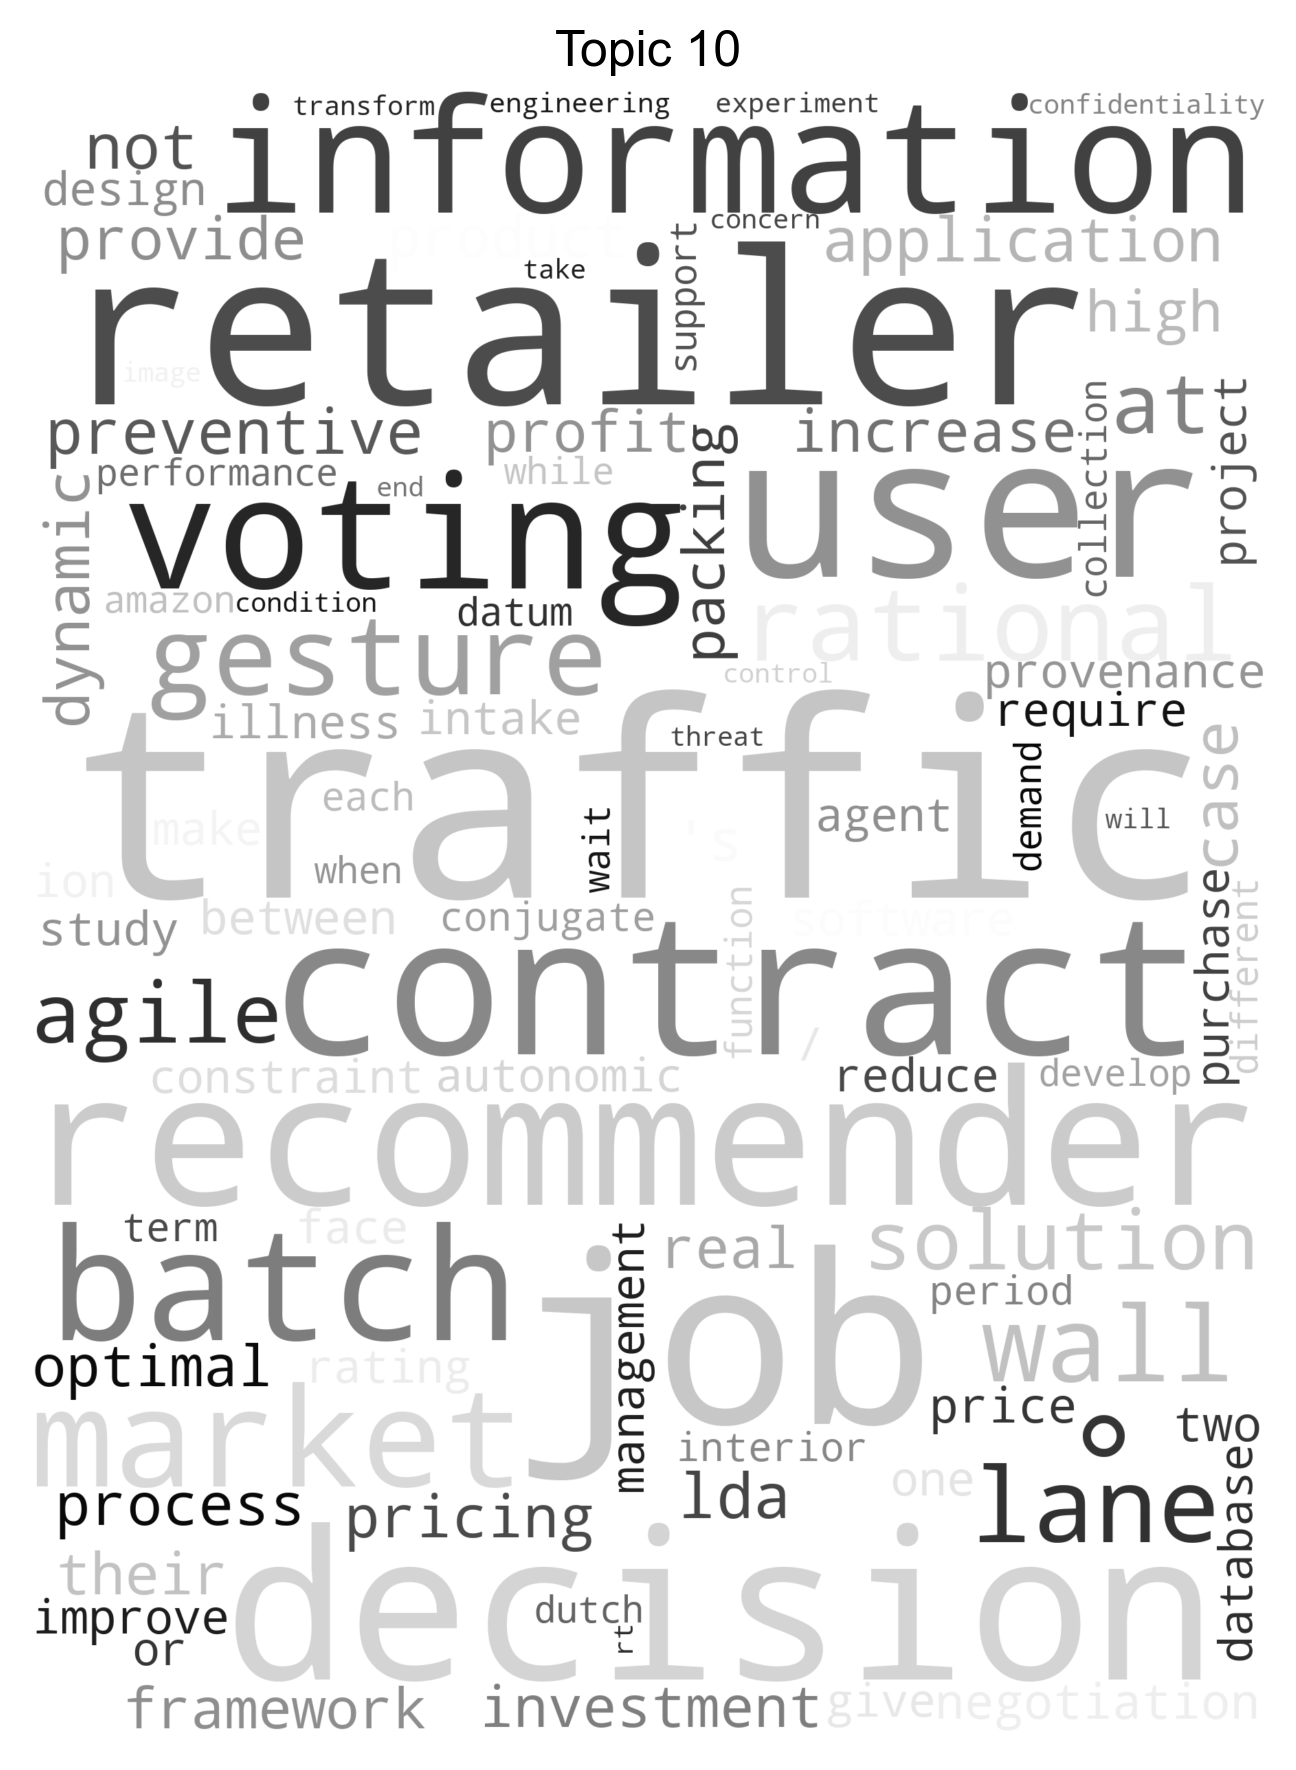 Topic 10
transform engineering experiment confidentiality
not information
design
provide product concern application
support
take
retailer high
image
preventive profit increase collection at project
performance while packing user
dynamic end
voting
amazon condition datum rational
gesture control provenance
illness intake require
traffic threat
each wait agent demand will case
make 's
when
ion
study between conjugate software purchase
function different
agile contract /
constraint autonomic reduce develop
recommender
term face real solution
batch job management period
wall
optimal rating
market price ° two
interior
process pricing lda one lane database
their decision
improve dutch
or rt
framework investment give negotiation